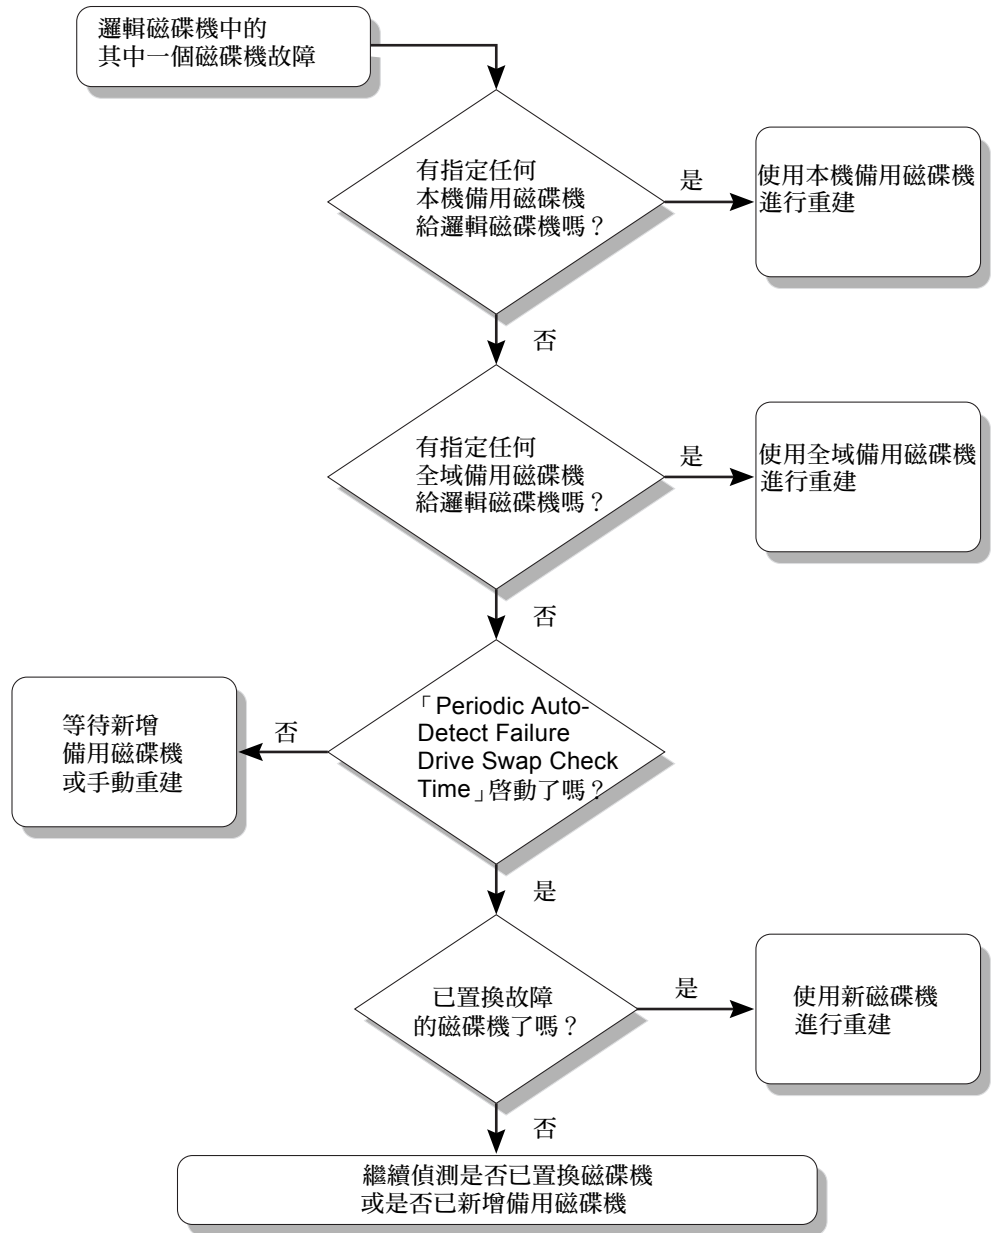 邏輯磁碟機中的
其中一個磁碟機故障
有指定任何
本機備用磁碟機
給邏輯磁碟機嗎？
是
使用本機備用磁碟機
進行重建
否
有指定任何
全域備用磁碟機
給邏輯磁碟機嗎？
是
使用全域備用磁碟機
進行重建
否
「Periodic Auto-
Detect Failure
Drive Swap Check
Time」啓動了嗎？
否
等待新增
備用磁碟機
或手動重建
是
已置換故障
的磁碟機了嗎？
是
使用新磁碟機
進行重建
否
繼續偵測是否已置換磁碟機
或是否已新增備用磁碟機